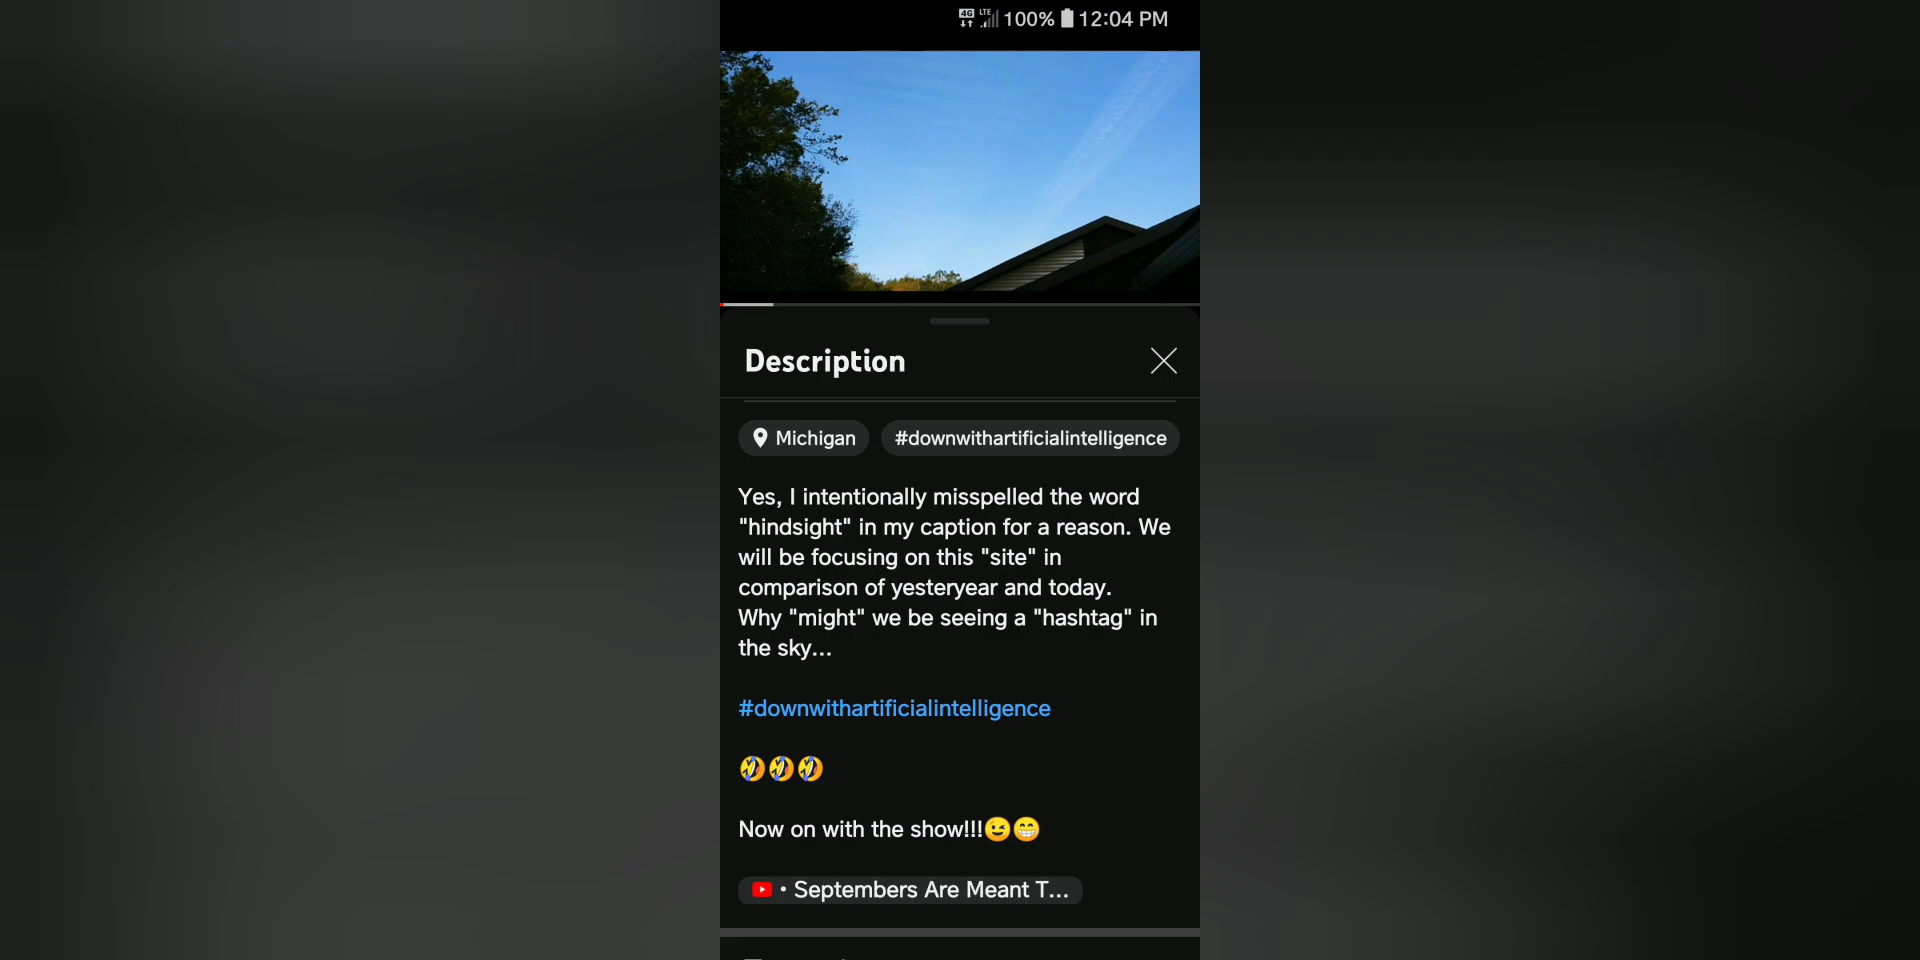 4G LTE 100% 12:04 PM
Description
Michigan #downwithartificialintelligence
Yes, I intentionally misspelled the word
"hindsight" in my caption for a reason. We
will be focusing on this "site" in
comparison of yesteryear and today.
Why "might" we be seeing a "hashtag" in
the sky...
#downwithartificialintelligence
🤣🤣🤣
Now on with the show!!!😉😁
• Septembers Are Meant T...